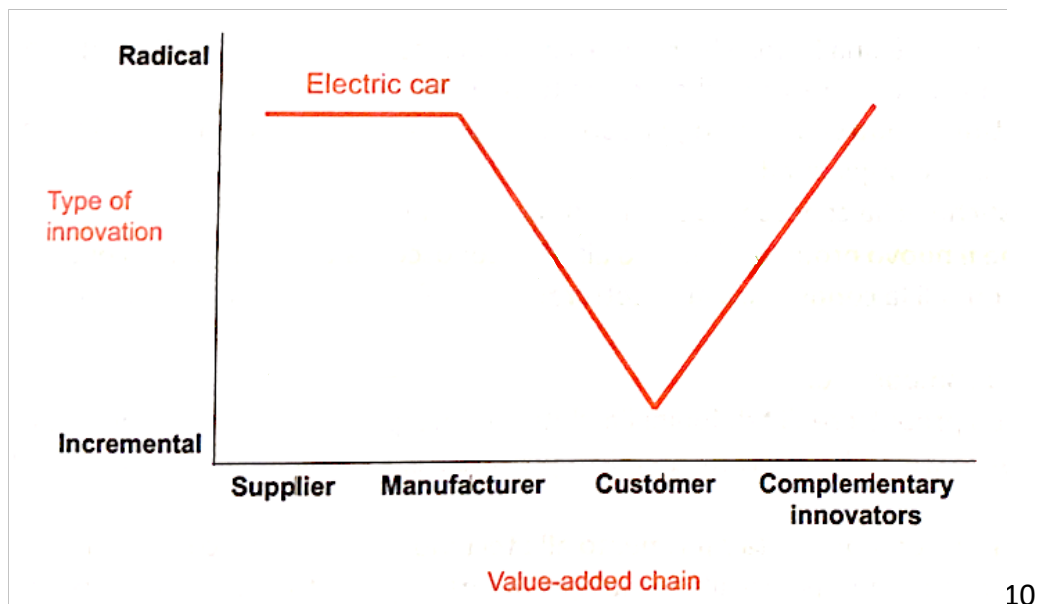 Radical
Electric car
Type of
innovation
Incremental
Supplier
Manufacturer
Customer
Complementary
innovators
Value-added chain
10